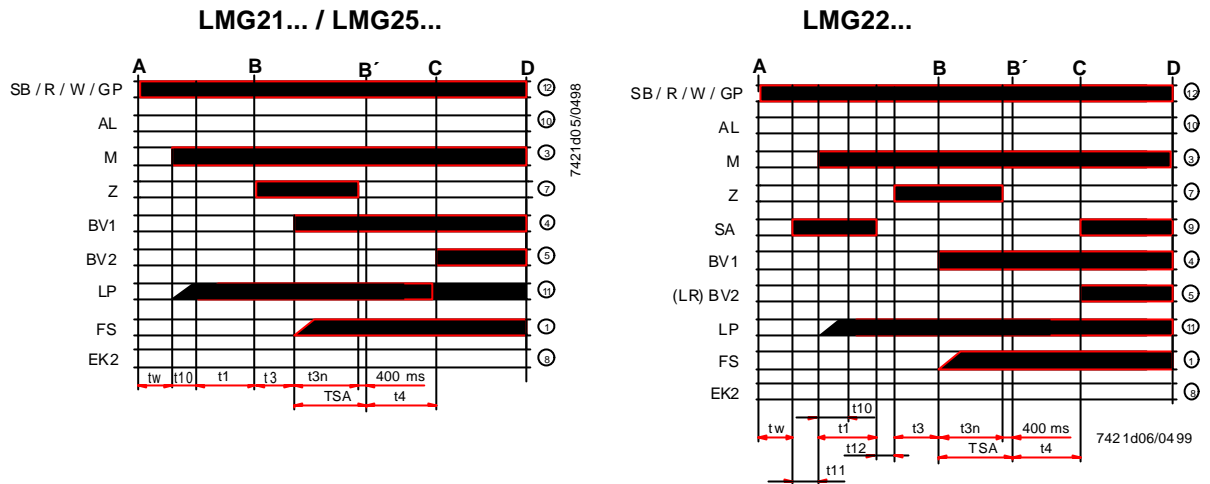 LMG21... / LMG25...
A B B´ C D
SB / R / W / GP 12
AL 10
M 3
Z 7
BV1 4
BV2 5
LP 11
FS 1
EK2 8
tw t10 t1 t3 t3n 400 ms
TSA t4
7421d05/0498
LMG22...
A B B´ C D
SB / R / W / GP 12
AL 10
M 3
Z 7
SA 9
BV1 4
(LR) BV2 5
LP 11
FS 1
EK2 8
t10
tw t1 t3 t3n 400 ms
t12 TSA t4
t11
7421d06/0499